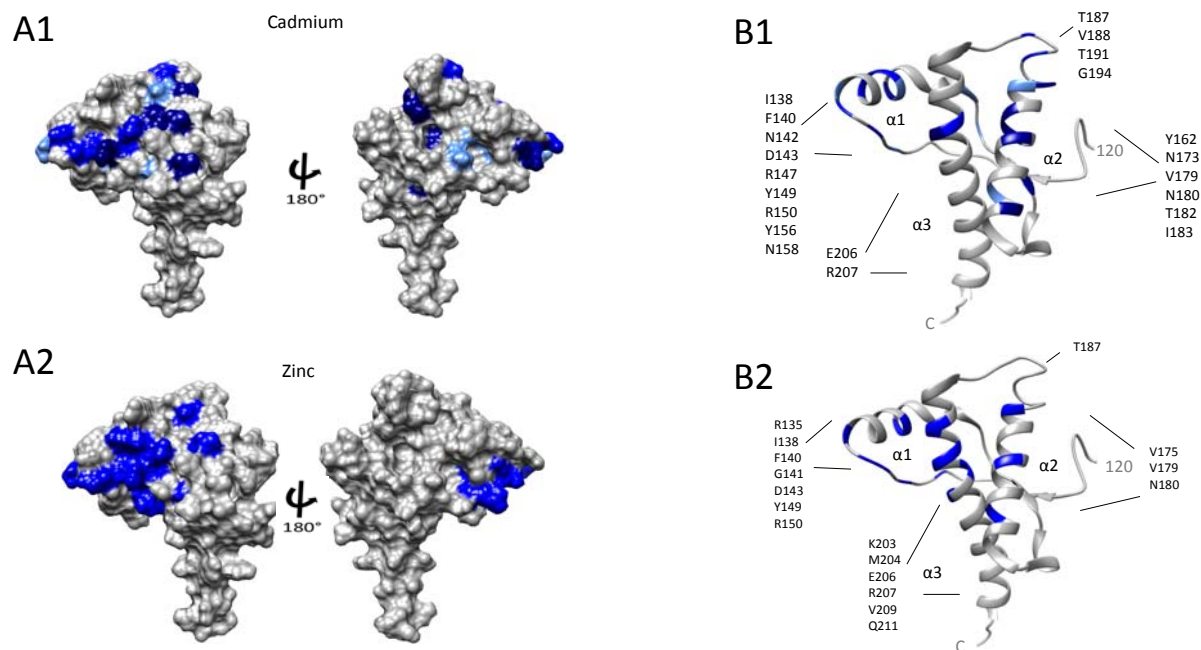 A1
Cadmium
180°
B1
T187
V188
T191
G194
I138
F140
N142
D143
R147
Y149
R150
Y156
N158
α1
α2
120
Y162
N173
V179
N180
T182
I183
α3
E206
R207
C
A2
Zinc
180°
B2
T187
R135
I138
F140
G141
D143
Y149
R150
α1
α2
120
V175
V179
N180
K203
M204
E206
R207
V209
Q211
α3
C